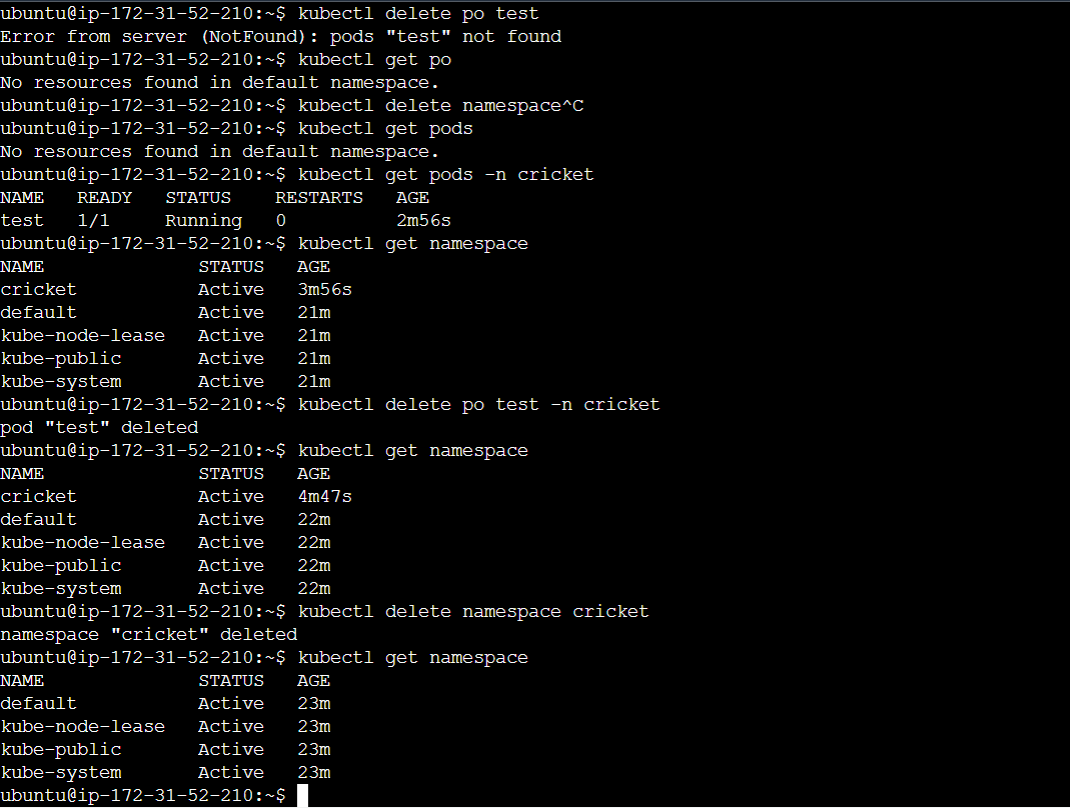 ubuntu@ip-172-31-52-210:~$ kubectl delete po test
Error from server (NotFound): pods "test" not found
ubuntu@ip-172-31-52-210:~$ kubectl get po
No resources found in default namespace.
ubuntu@ip-172-31-52-210:~$ kubectl delete namespace^C
ubuntu@ip-172-31-52-210:~$ kubectl get pods
No resources found in default namespace.
ubuntu@ip-172-31-52-210:~$ kubectl get pods -n cricket
NAME   READY   STATUS    RESTARTS   AGE
test   1/1     Running   0          2m56s
ubuntu@ip-172-31-52-210:~$ kubectl get namespace
NAME              STATUS   AGE
cricket           Active   3m56s
default           Active   21m
kube-node-lease   Active   21m
kube-public       Active   21m
kube-system       Active   21m
ubuntu@ip-172-31-52-210:~$ kubectl delete po test -n cricket
pod "test" deleted
ubuntu@ip-172-31-52-210:~$ kubectl get namespace
NAME              STATUS   AGE
cricket           Active   4m47s
default           Active   22m
kube-node-lease   Active   22m
kube-public       Active   22m
kube-system       Active   22m
ubuntu@ip-172-31-52-210:~$ kubectl delete namespace cricket
namespace "cricket" deleted
ubuntu@ip-172-31-52-210:~$ kubectl get namespace
NAME              STATUS   AGE
default           Active   23m
kube-node-lease   Active   23m
kube-public       Active   23m
kube-system       Active   23m
ubuntu@ip-172-31-52-210:~$